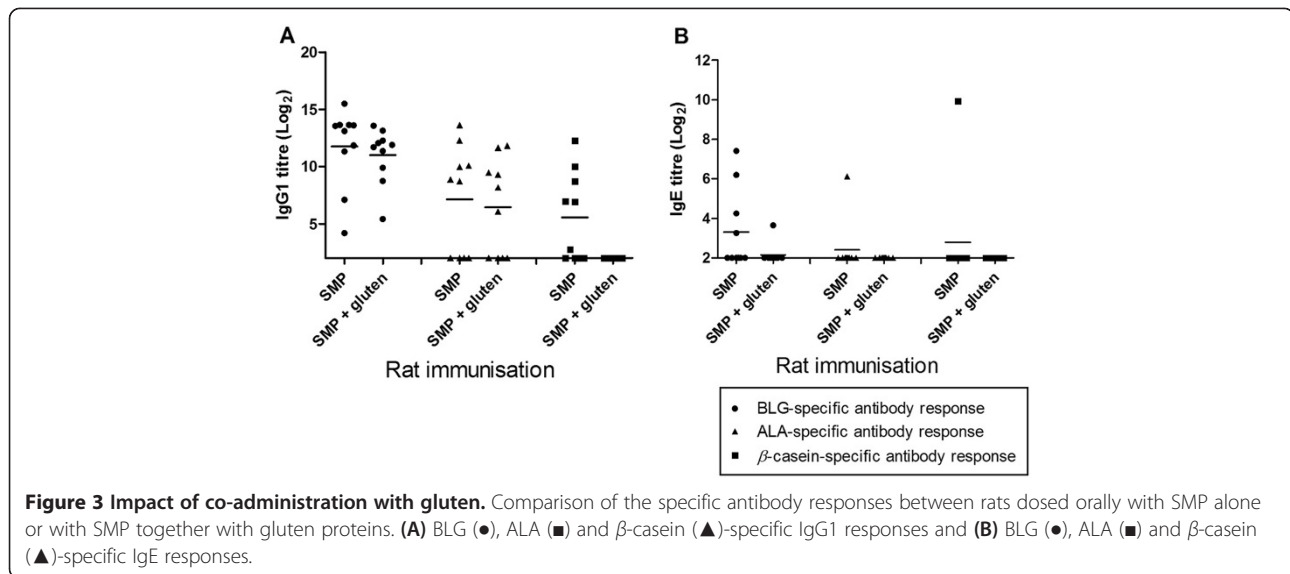 A
B
20
15
10
5
IgG1 titre (Log2)
SMP
SMP + gluten
SMP
SMP + gluten
SMP
SMP + gluten
Rat immunisation
12
10
8
6
4
2
IgE titre (Log2)
SMP
SMP + gluten
SMP
SMP + gluten
SMP
SMP + gluten
Rat immunisation
● BLG-specific antibody response
▲ ALA-specific antibody response
■ β-casein-specific antibody response
Figure 3 Impact of co-administration with gluten. Comparison of the specific antibody responses between rats dosed orally with SMP alone
or with SMP together with gluten proteins. (A) BLG (●), ALA (■) and β-casein (▲)-specific IgG1 responses and (B) BLG (●), ALA (■) and β-casein
(▲)-specific IgE responses.